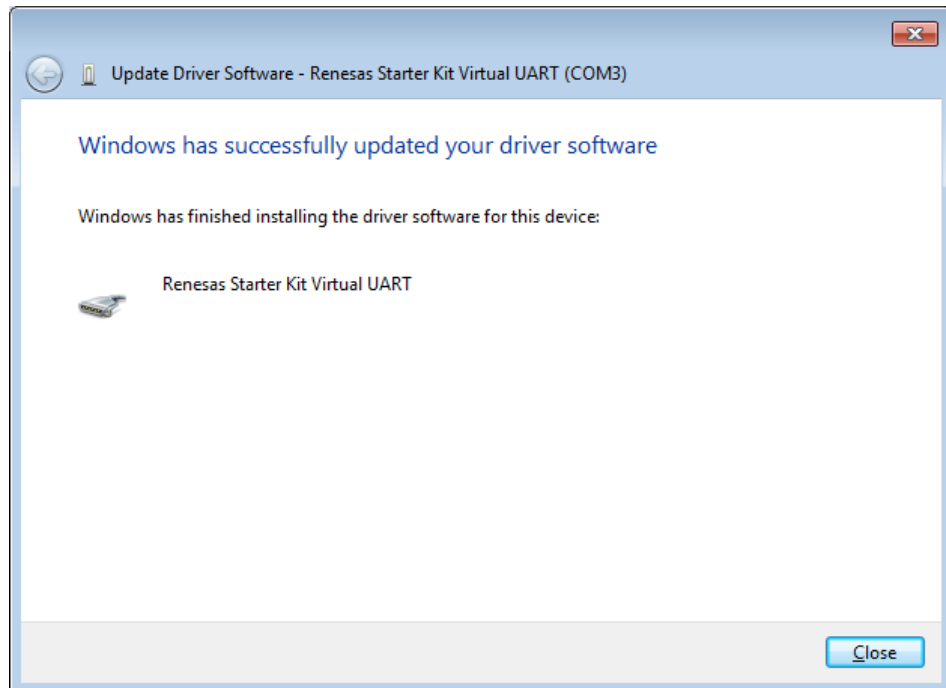 Update Driver Software - Renesas Starter Kit Virtual UART (COM3)
Windows has successfully updated your driver software
Windows has finished installing the driver software for this device:
Renesas Starter Kit Virtual UART
Close